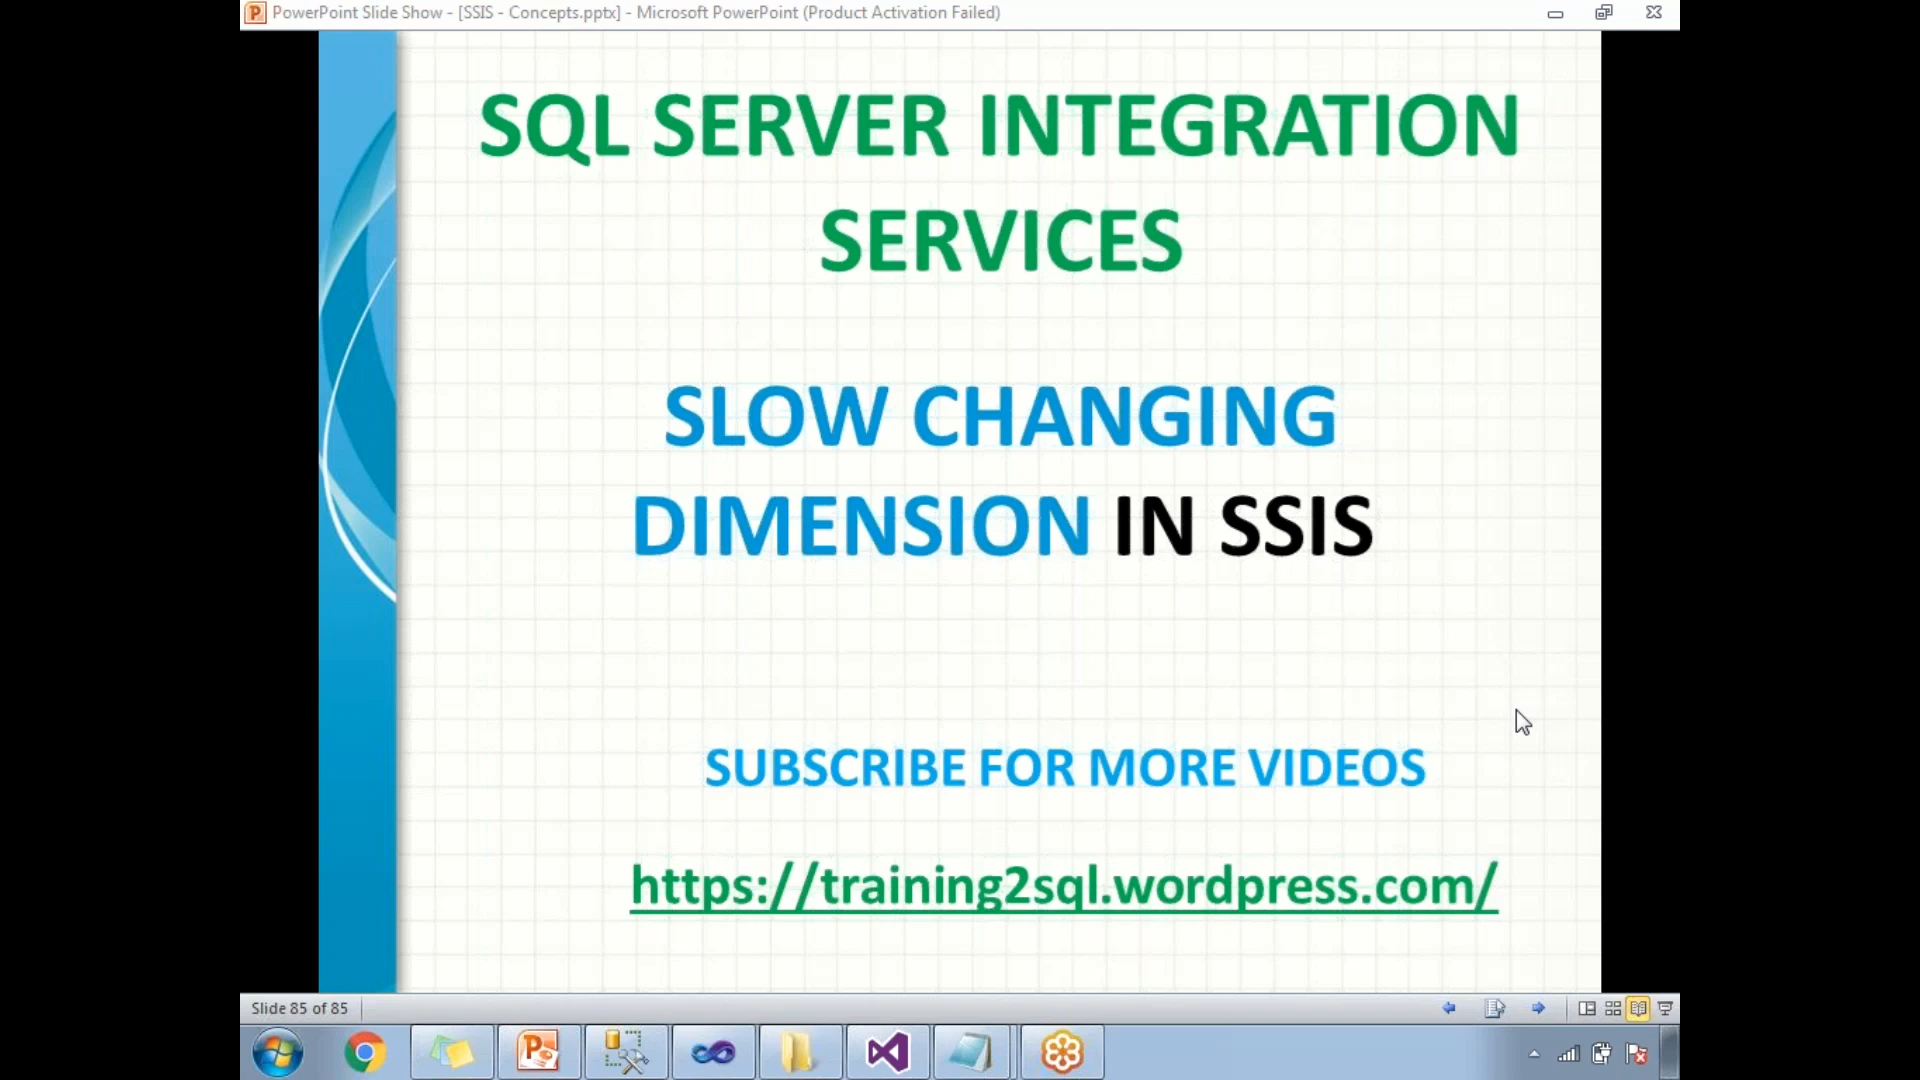 PowerPoint Slide Show - [SSIS - Concepts.pptx] - Microsoft PowerPoint (Product Activation Failed)
SQL SERVER INTEGRATION
SERVICES
SLOW CHANGING
DIMENSION IN SSIS
SUBSCRIBE FOR MORE VIDEOS
https://training2sql.wordpress.com/
Slide 85 of 85